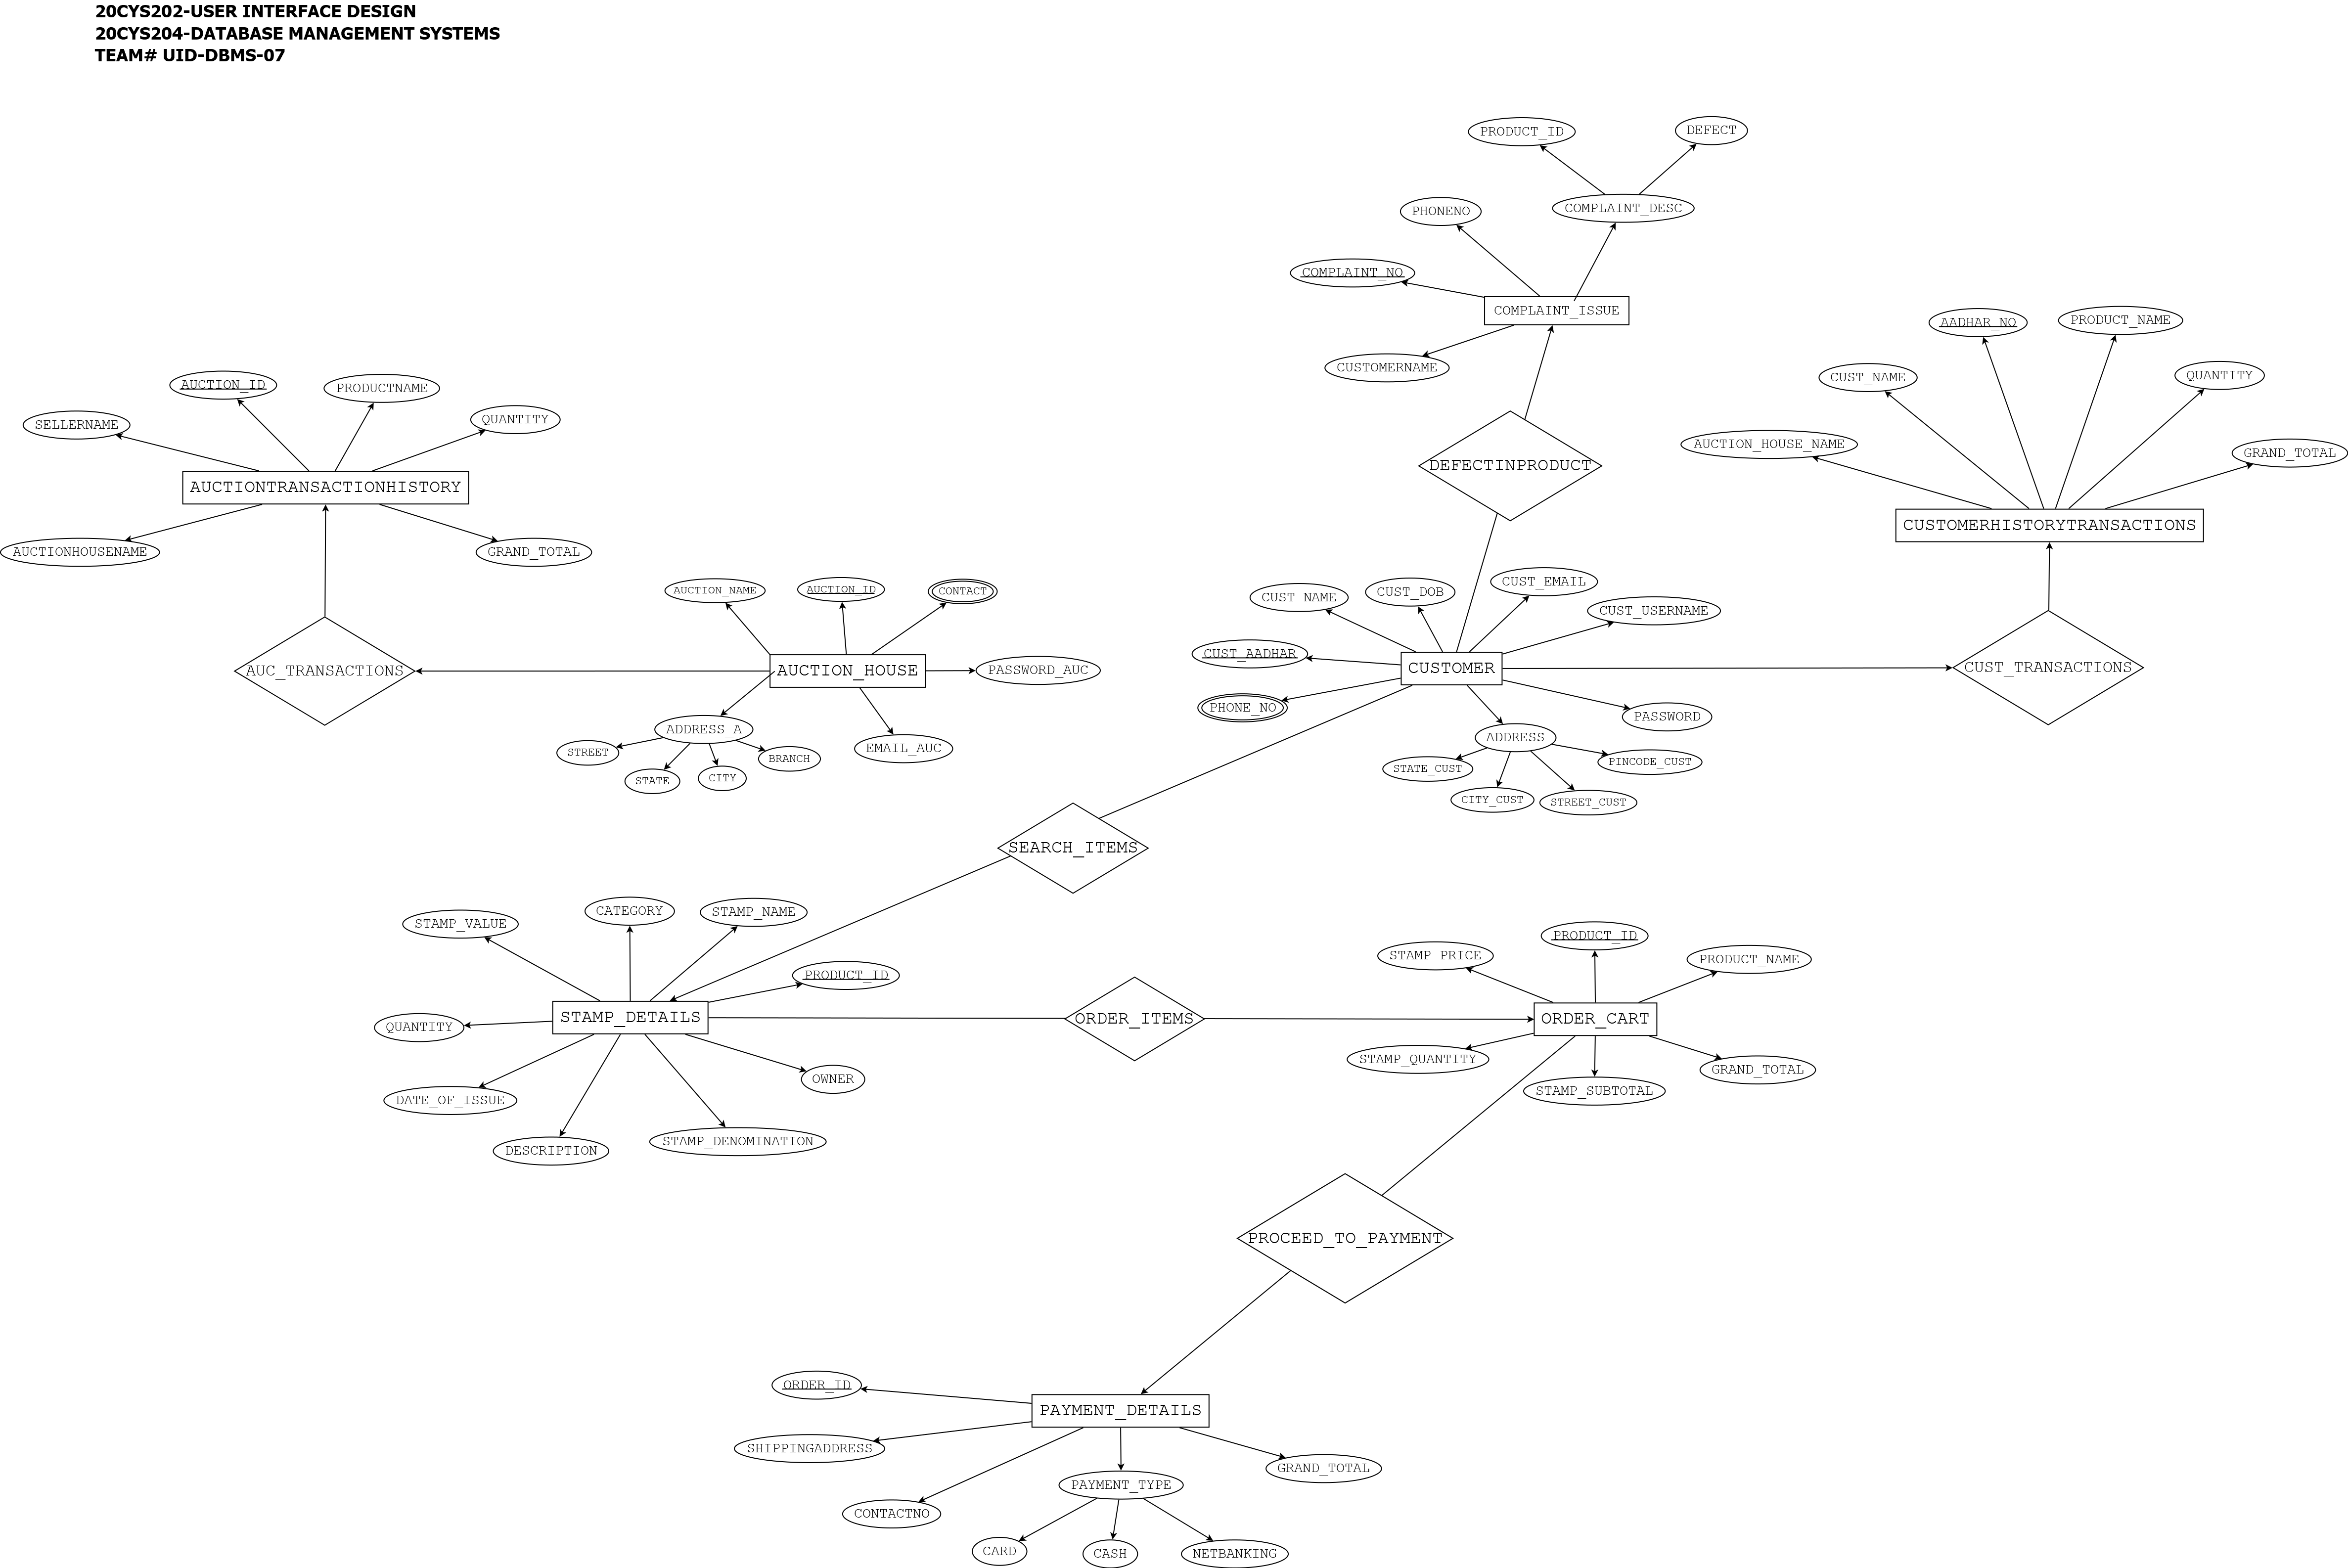 20CYS202-USER INTERFACE DESIGN
20CYS204-DATABASE MANAGEMENT SYSTEMS
TEAM# UID-DBMS-07
PRODUCT_ID
DEFECT
PHONENO
COMPLAINT_DESC
COMPLAINT_NO
COMPLAINT_ISSUE
CUSTOMERNAME
DEFECTINPRODUCT
AADHAR_NO
PRODUCT_NAME
CUST_NAME
QUANTITY
AUCTION_HOUSE_NAME
GRAND_TOTAL
CUSTOMERHISTORYTRANSACTIONS
AUCTION_ID
PRODUCTNAME
SELLERNAME
QUANTITY
AUCTIONTRANSACTIONHISTORY
AUCTIONHOUSENAME
GRAND_TOTAL
AUC_TRANSACTIONS
AUCTION_NAME
AUCTION_ID
CONTACT
AUCTION_HOUSE
PASSWORD_AUC
ADDRESS_A
EMAIL_AUC
STREET
STATE
CITY
BRANCH
CUST_NAME
CUST_DOB
CUST_EMAIL
CUST_USERNAME
CUST_AADHAR
CUSTOMER
CUST_TRANSACTIONS
PHONE_NO
PASSWORD
ADDRESS
STATE_CUST
CITY_CUST
STREET_CUST
PINCODE_CUST
SEARCH_ITEMS
STAMP_VALUE
CATEGORY
STAMP_NAME
PRODUCT_ID
STAMP_DETAILS
QUANTITY
DATE_OF_ISSUE
DESCRIPTION
STAMP_DENOMINATION
OWNER
ORDER_ITEMS
STAMP_PRICE
PRODUCT_ID
PRODUCT_NAME
ORDER_CART
STAMP_QUANTITY
STAMP_SUBTOTAL
GRAND_TOTAL
PROCEED_TO_PAYMENT
ORDER_ID
PAYMENT_DETAILS
SHIPPINGADDRESS
GRAND_TOTAL
PAYMENT_TYPE
CONTACTNO
CARD
CASH
NETBANKING